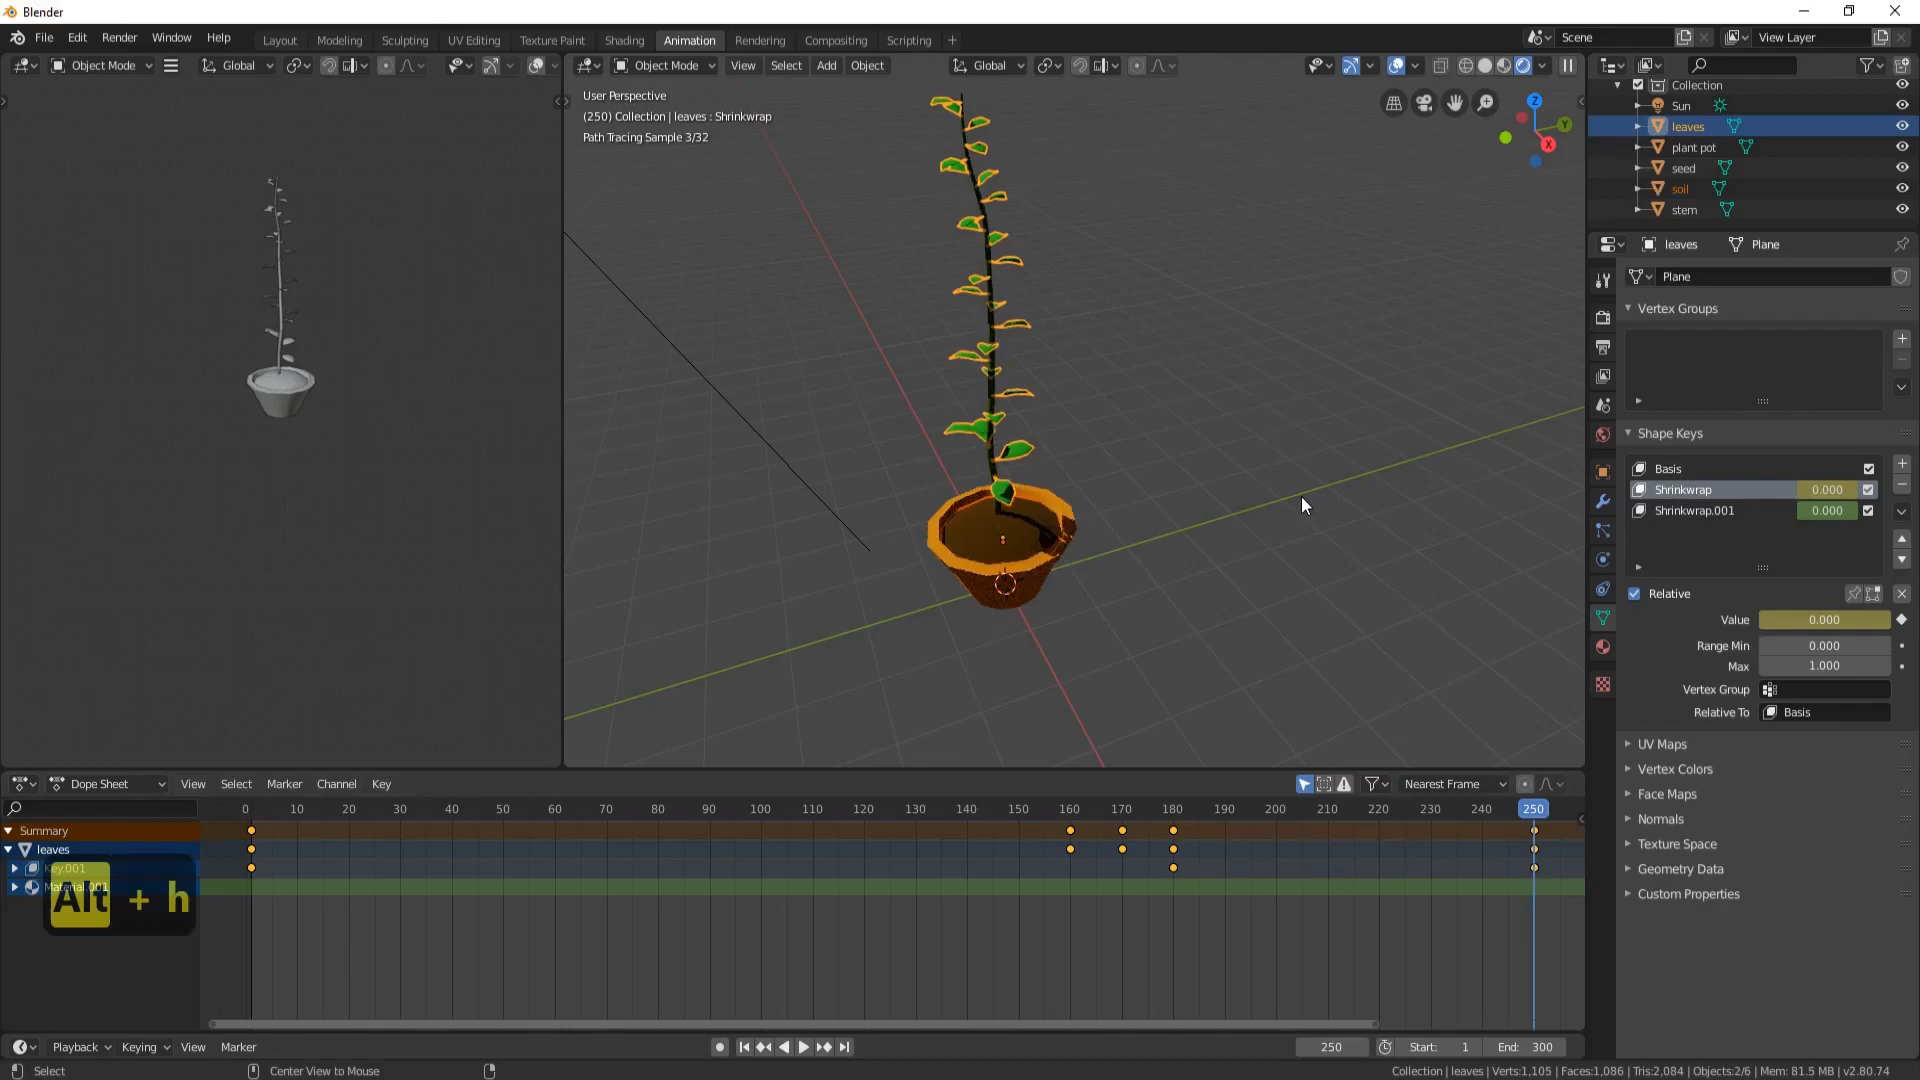 Blender
File Edit Render Window Help
Layout Modeling Sculpting UV Editing Texture Paint Shading Animation Rendering Compositing Scripting +
Scene View Layer
Object Mode Global
Object Mode View Select Add Object Global
User Perspective
(250) Collection | leaves : Shrinkwrap
Path Tracing Sample 3/32
Z
Y
X
Collection
Sun
leaves
plant pot
seed
soil
stem
leaves Plane
Plane
Vertex Groups
Shape Keys
Basis
Shrinkwrap 0.000
Shrinkwrap.001 0.000
Relative
Value 0.000
Range Min 0.000
Max 1.000
Vertex Group
Relative To Basis
UV Maps
Vertex Colors
Face Maps
Normals
Texture Space
Geometry Data
Custom Properties
Dope Sheet View Select Marker Channel Key Nearest Frame
0 10 20 30 40 50 60 70 80 90 100 110 120 130 140 150 160 170 180 190 200 210 220 230 240 250
Summary
leaves
Key.001
Material.001
Alt + h
Playback Keying View Marker 250 Start: 1 End: 300
Select Center View to Mouse Collection | leaves | Verts:1,105 | Faces:1,086 | Tris:2,084 | Objects:2/6 | Mem: 81.5 MB | v2.80.74